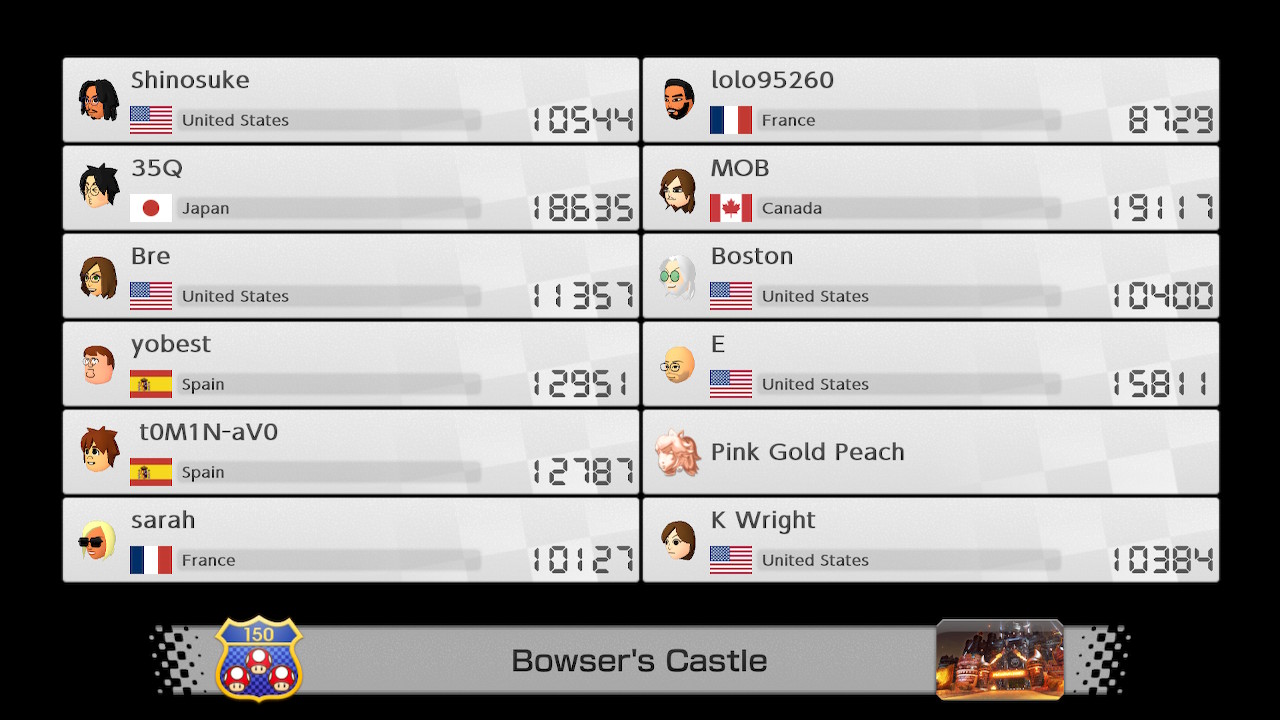 Shinosuke
United States 10544
lolo95260
France 8729
35Q
Japan 18635
MOB
Canada 19117
Bre
United States 11357
Boston
United States 10400
yobest
Spain 12951
E
United States 15811
t0M1N-aV0
Spain 12787
Pink Gold Peach
sarah
France 10127
K Wright
United States 10384
150
Bowser's Castle